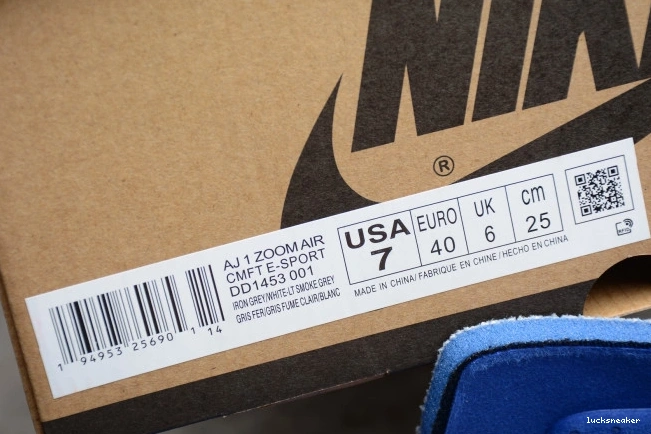 NIKE
®
AJ 1 ZOOM AIR
CMFT E-SPORT
DD1453 001
IRON GREY/WHITE-LT SMOKE GREY
GRIS FER/GRIS FUME CLAIR/BLANC
1 94953 25690 1 14
USA
7
EURO
40
UK
6
cm
25
MADE IN CHINA/ FABRIQUE EN CHINE / HECHO EN CHINA
RFID
lucksneaker